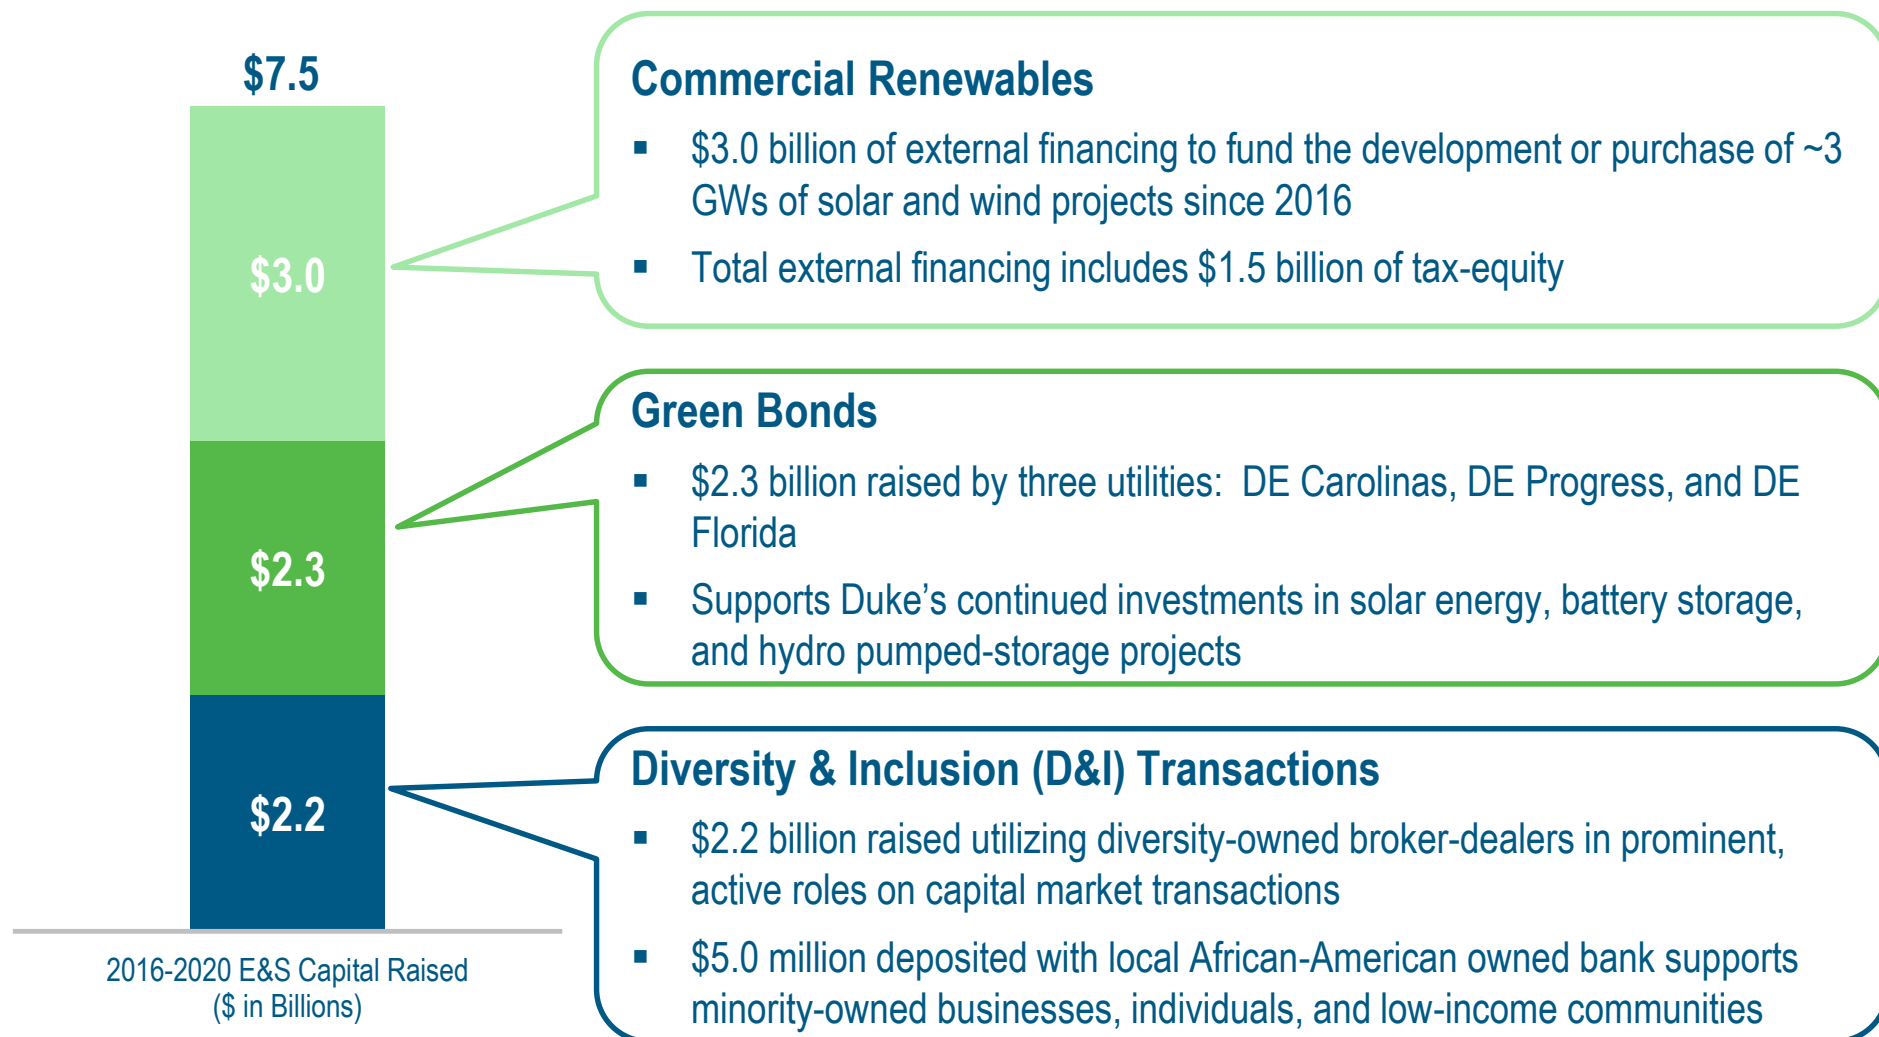 $7.5
$3.0
$2.3
$2.2
2016-2020 E&S Capital Raised
($ in Billions)
Commercial Renewables
▪ $3.0 billion of external financing to fund the development or purchase of ~3
GWs of solar and wind projects since 2016
▪ Total external financing includes $1.5 billion of tax-equity
Green Bonds
▪ $2.3 billion raised by three utilities:  DE Carolinas, DE Progress, and DE
Florida
▪ Supports Duke’s continued investments in solar energy, battery storage,
and hydro pumped-storage projects
Diversity & Inclusion (D&I) Transactions
▪ $2.2 billion raised utilizing diversity-owned broker-dealers in prominent,
active roles on capital market transactions
▪ $5.0 million deposited with local African-American owned bank supports
minority-owned businesses, individuals, and low-income communities